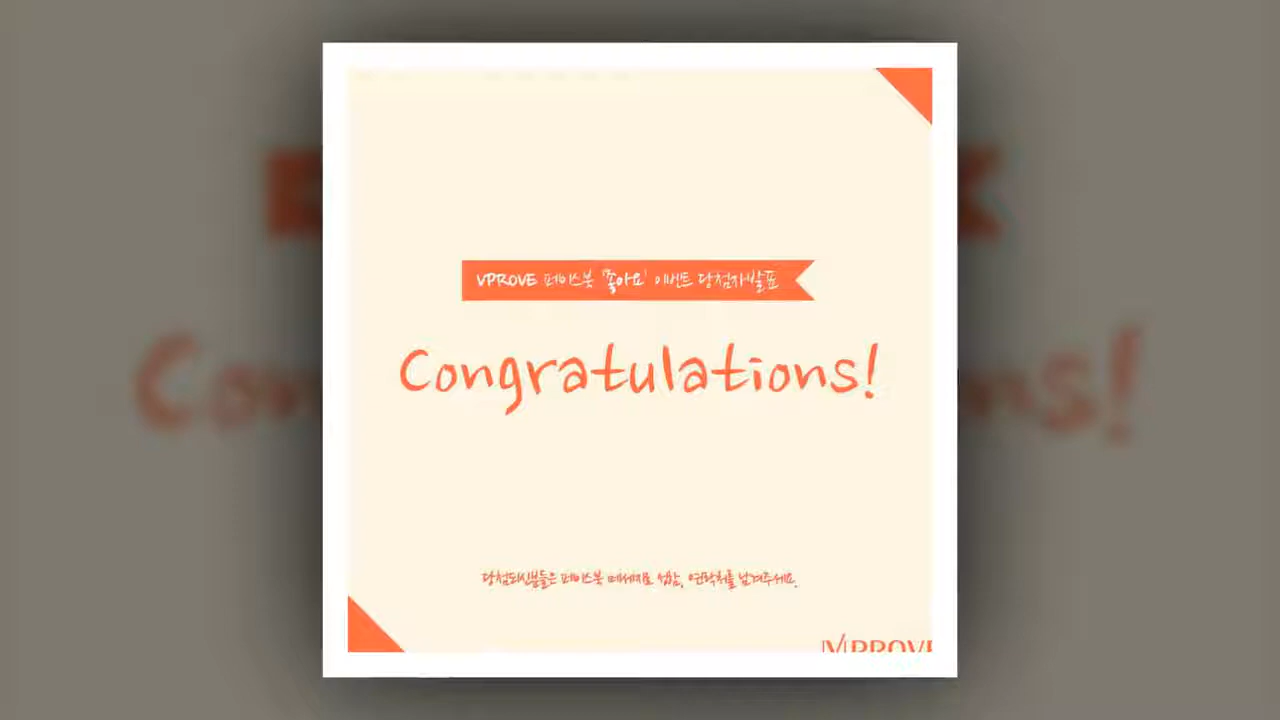 VPROVE 페이스북 '좋아요' 이벤트 당첨자발표
Congratulations!
당첨되신분들은 페이스북 메세지로 성함, 연락처를 남겨주세요.
VPROVE